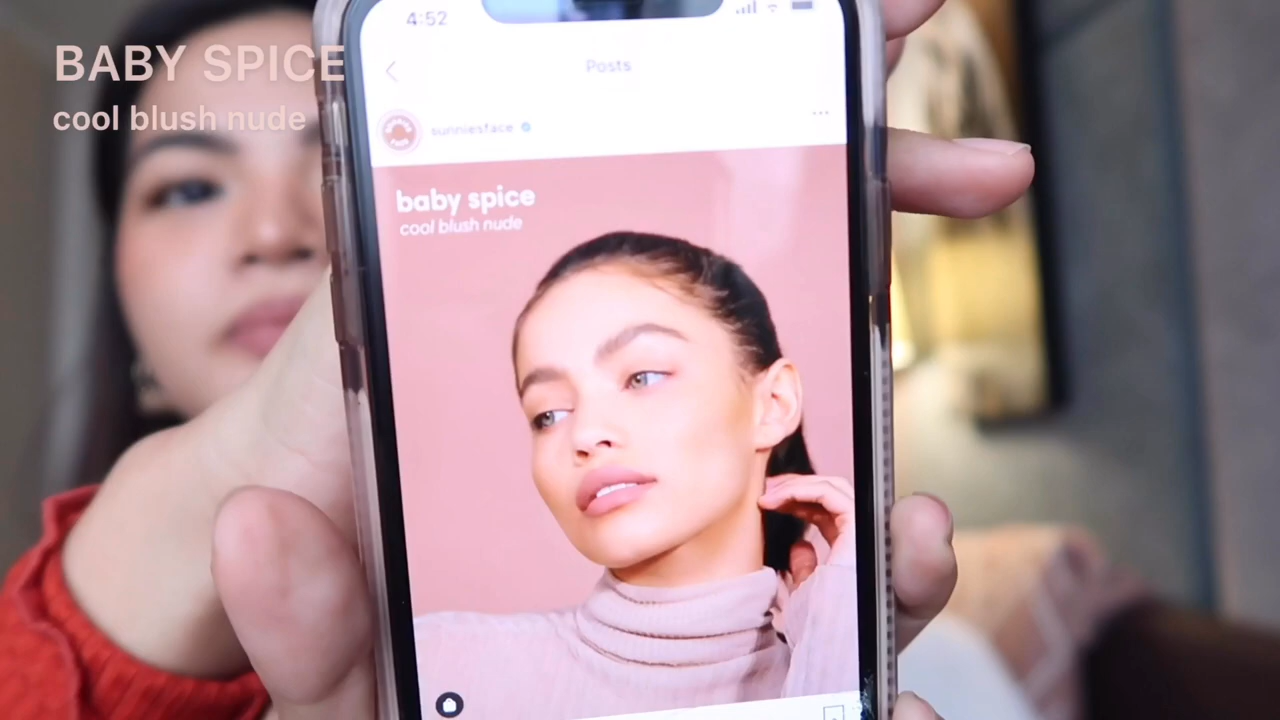 BABY SPICE
cool blush nude
4:52
Posts
sunniesface
baby spice
cool blush nude